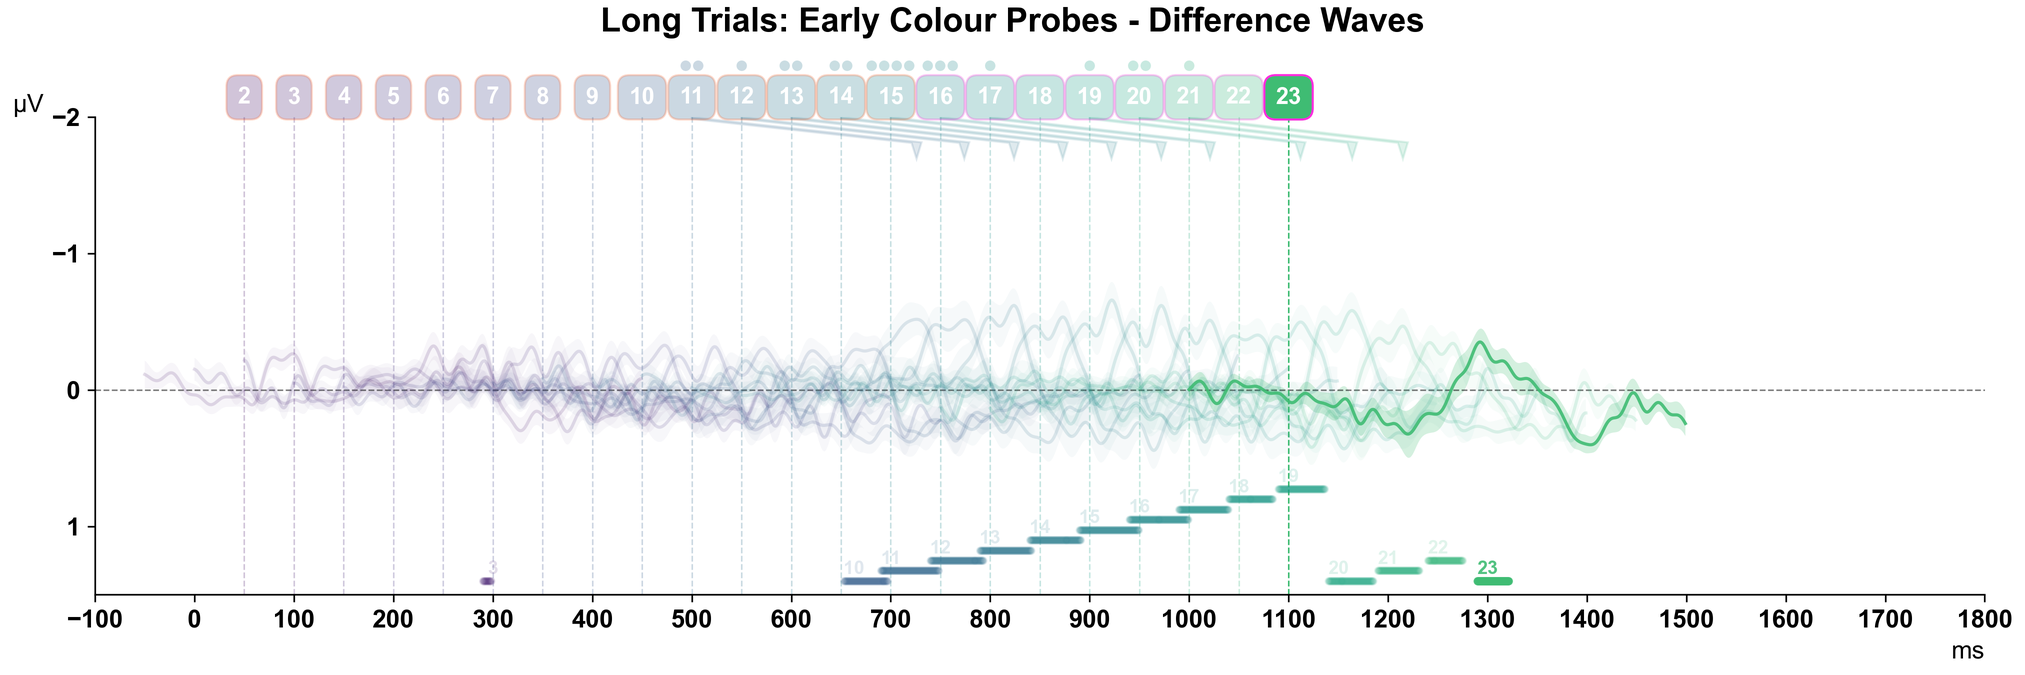 Long Trials: Early Colour Probes - Difference Waves
µV
2 3 4 5 6 7 8 9 10 11 12 13 14 15 16 17 18 19 20 21 22 23
−2
−1
0
1
19
18
17
16
15
14
13
12 22
11 21
10 20 23
3
−100 0 100 200 300 400 500 600 700 800 900 1000 1100 1200 1300 1400 1500 1600 1700 1800
ms